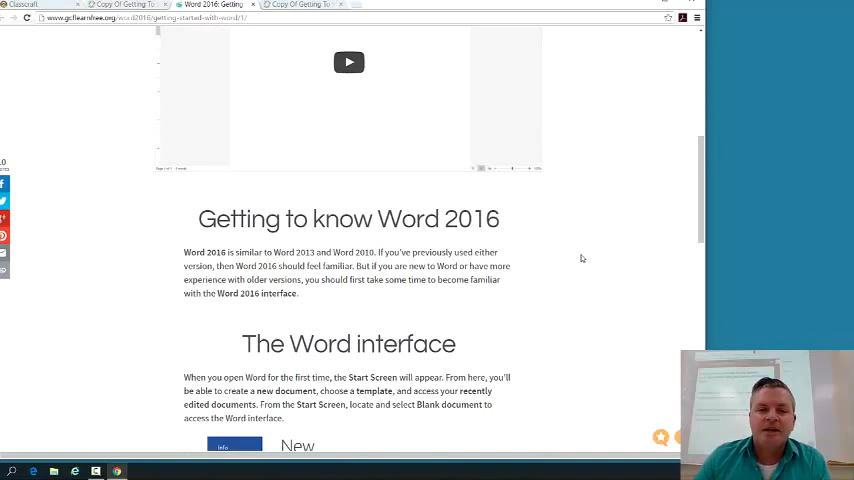 Classcraft
Copy Of Getting To S
Word 2016: Getting
Copy Of Getting To
www.gcflearnfree.org/word2016/getting-started-with-word/1/
Getting to know Word 2016
Word 2016 is similar to Word 2013 and Word 2010. If you've previously used either
version, then Word 2016 should feel familiar. But if you are new to Word or have more
experience with older versions, you should first take some time to become familiar
with the Word 2016 interface.
The Word interface
When you open Word for the first time, the Start Screen will appear. From here, you'll
be able to create a new document, choose a template, and access your recently
edited documents. From the Start Screen, locate and select Blank document to
access the Word interface.
Info
New